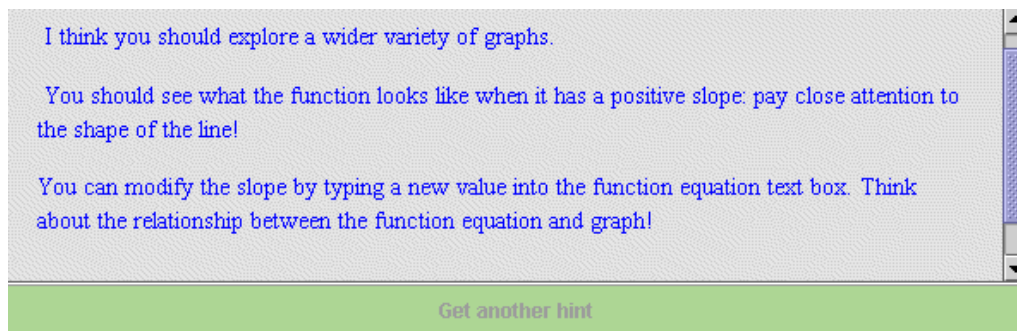 I think you should explore a wider variety of graphs.
You should see what the function looks like when it has a positive slope: pay close attention to
the shape of the line!
You can modify the slope by typing a new value into the function equation text box. Think
about the relationship between the function equation and graph!
Get another hint